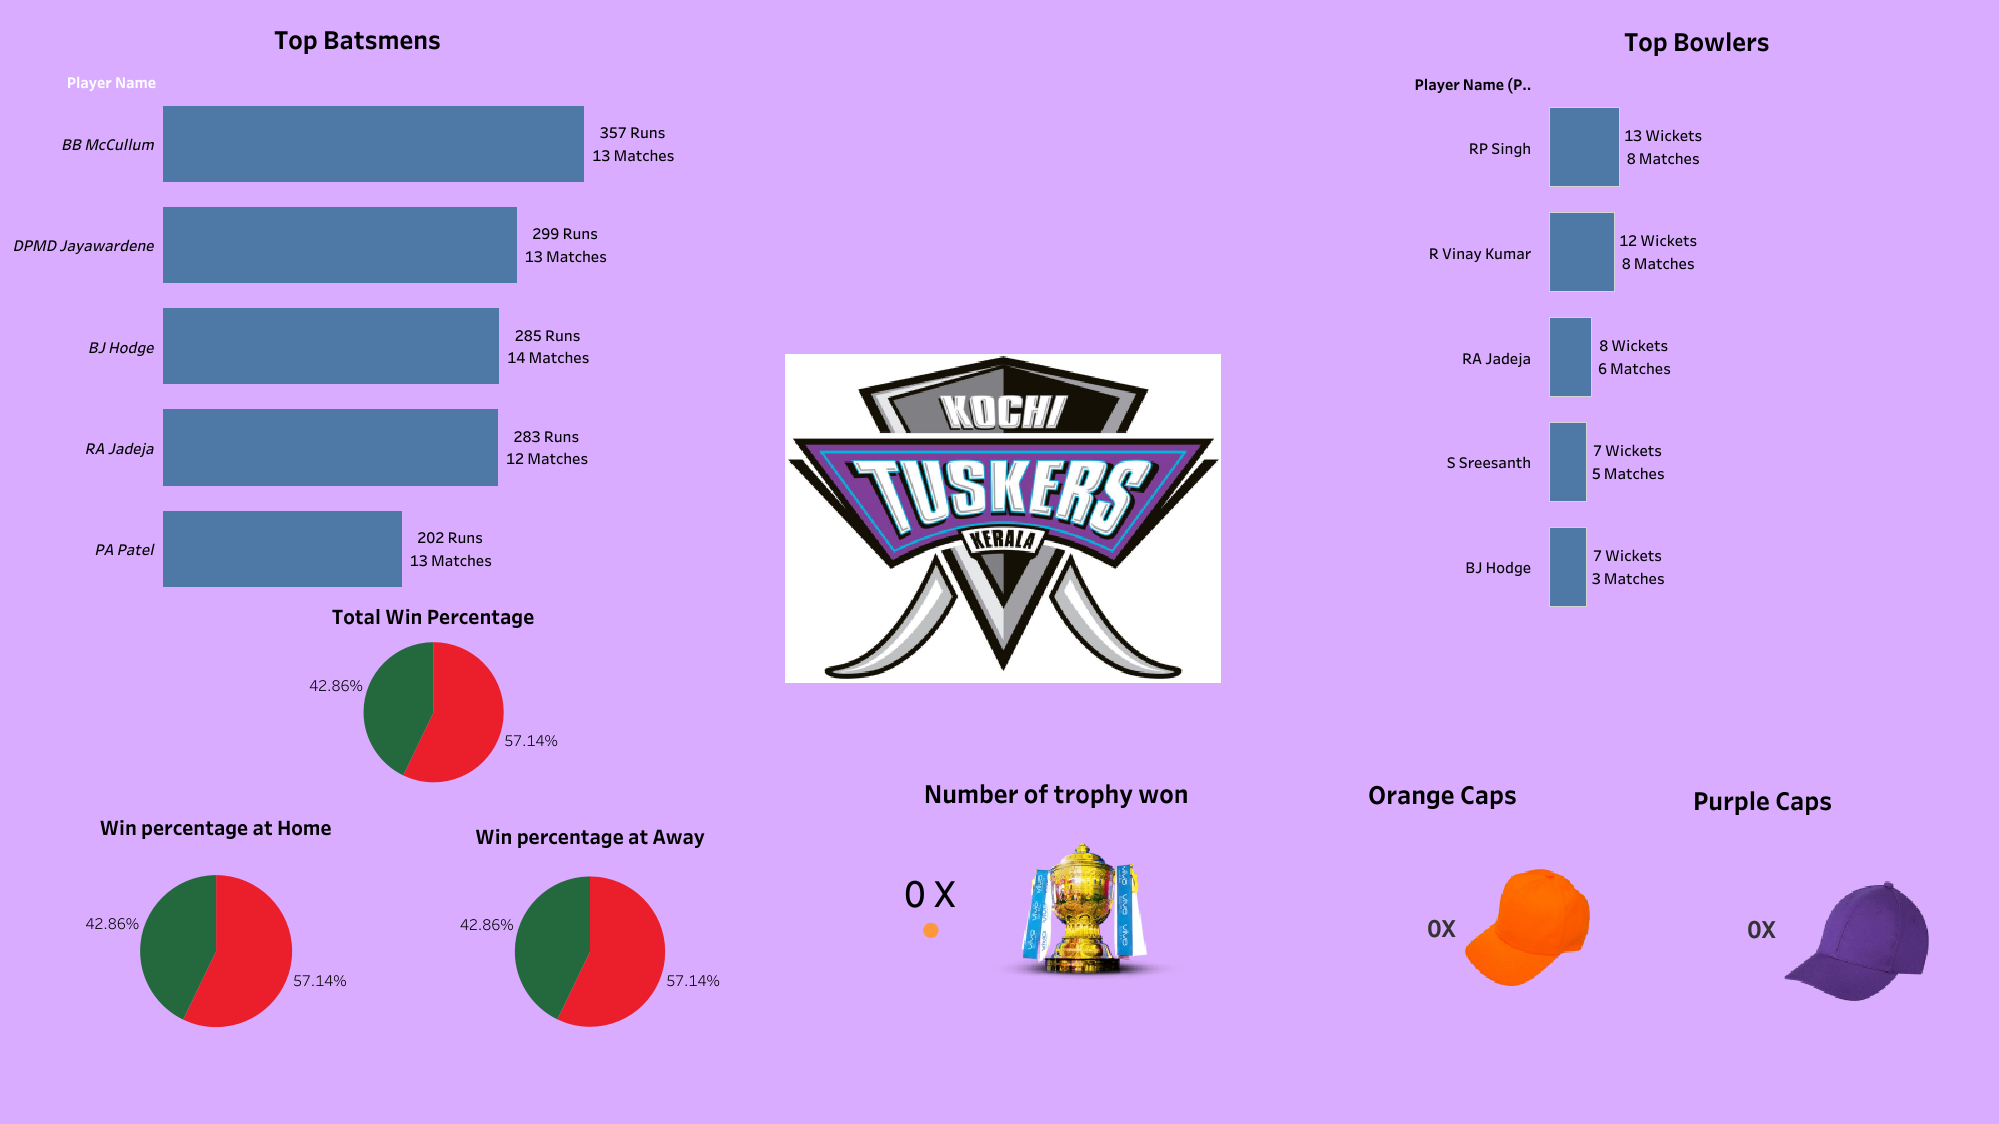 Top Batsmens
Player Name
BB McCullum
357 Runs
13 Matches
DPMD Jayawardene
299 Runs
13 Matches
BJ Hodge
285 Runs
14 Matches
RA Jadeja
283 Runs
12 Matches
PA Patel
202 Runs
13 Matches
Total Win Percentage
42.86%
57.14%
Win percentage at Home
42.86%
57.14%
Win percentage at Away
42.86%
57.14%
KOCHI
TUSKERS
KERALA
Top Bowlers
Player Name (P..
RP Singh
13 Wickets
8 Matches
R Vinay Kumar
12 Wickets
8 Matches
RA Jadeja
8 Wickets
6 Matches
S Sreesanth
7 Wickets
5 Matches
BJ Hodge
7 Wickets
3 Matches
Number of trophy won
0 X
Orange Caps
0X
Purple Caps
0X